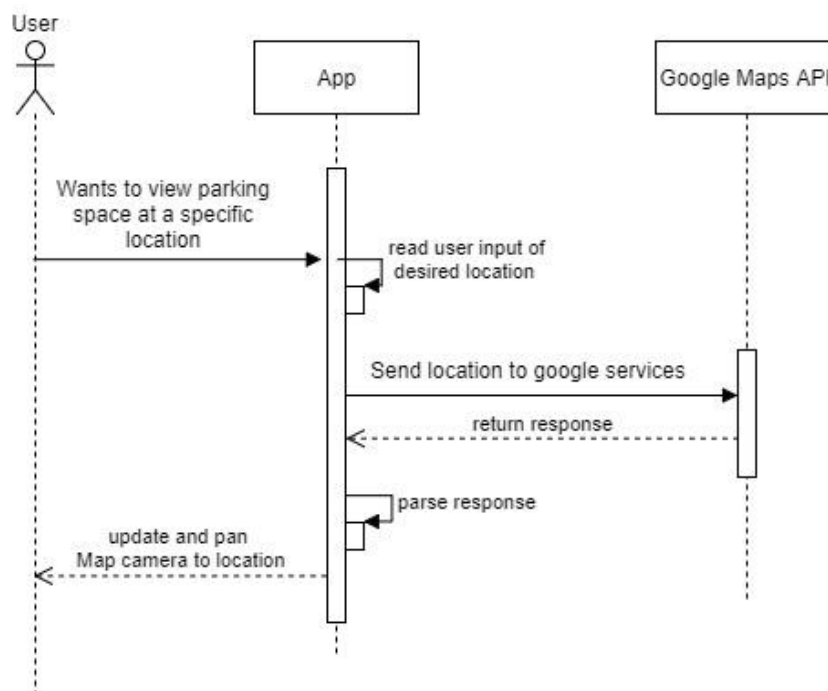 User
App
Google Maps API
Wants to view parking
space at a specific
location
read user input of
desired location
Send location to google services
return response
parse response
update and pan
Map camera to location